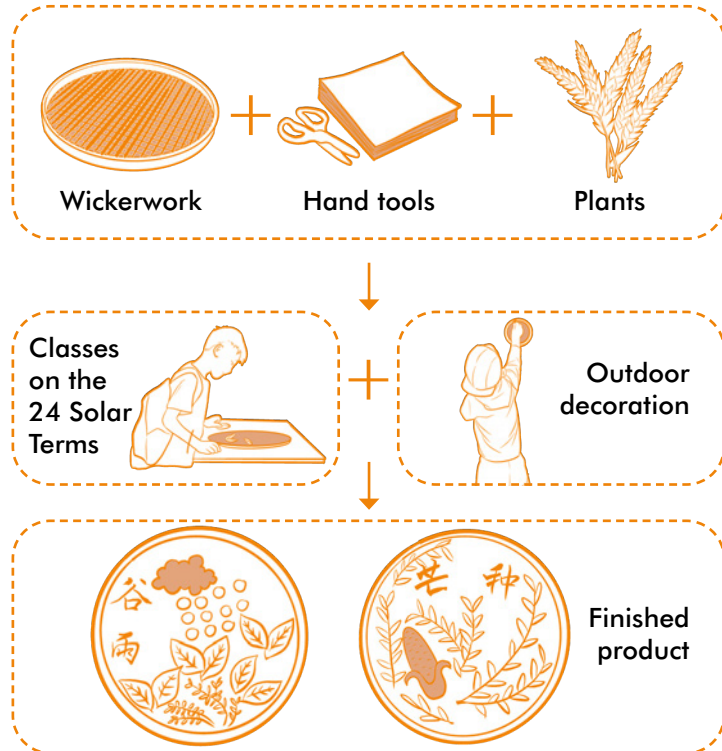 Wickerwork
Hand tools
Plants
Classes
on the
24 Solar
Terms
Outdoor
decoration
谷
雨
芒 种
Finished
product